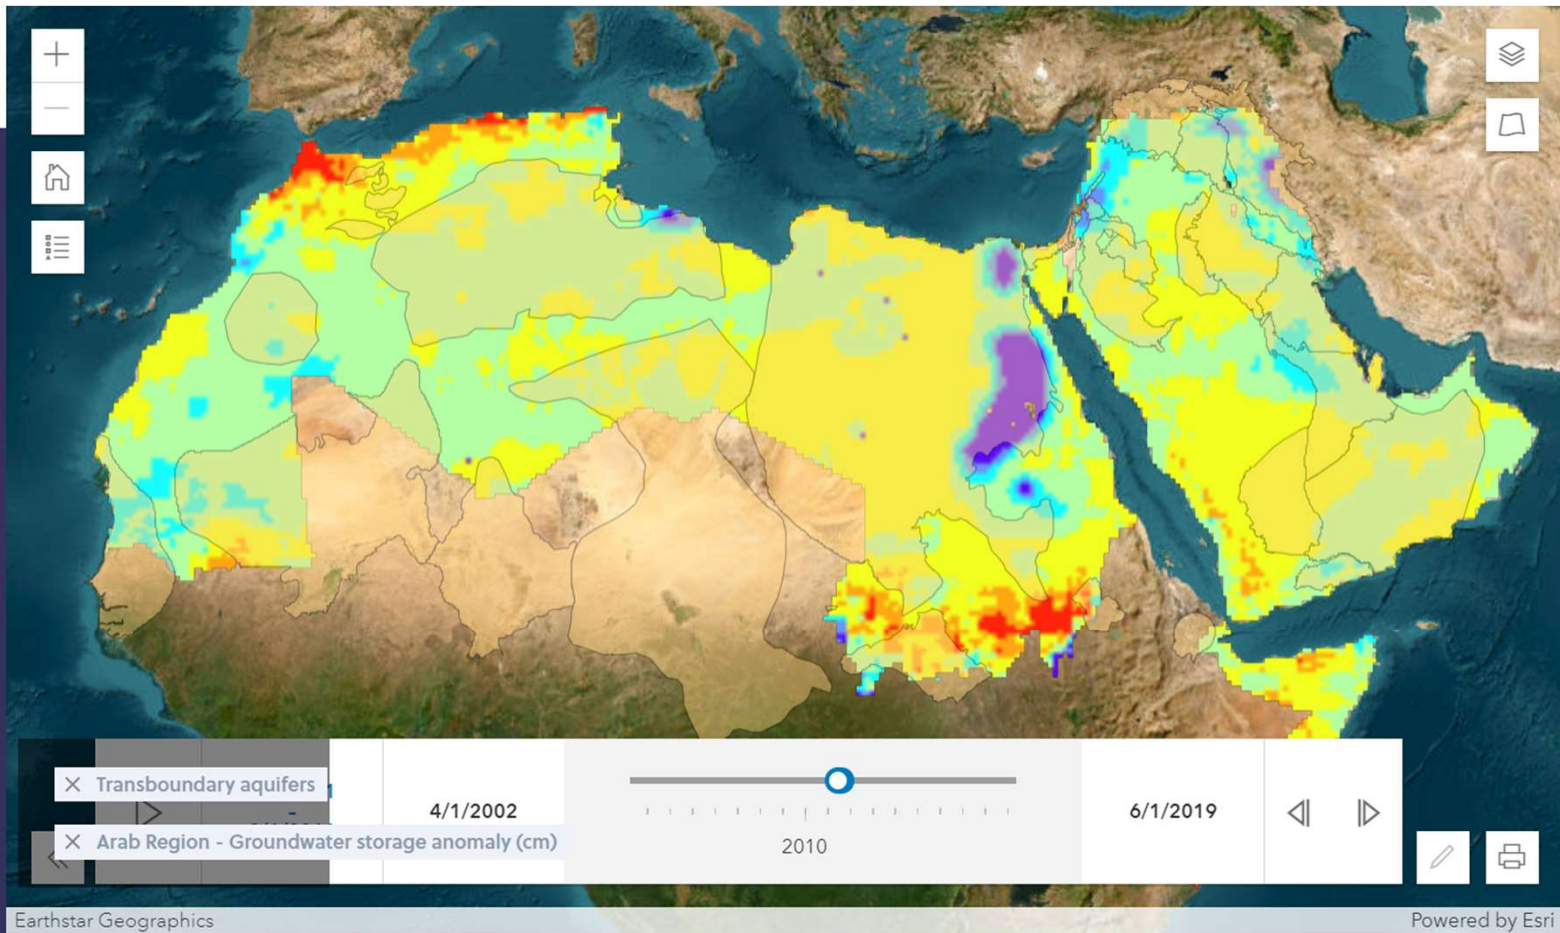 Transboundary aquifers
4/1/2002
6/1/2019
Arab Region - Groundwater storage anomaly (cm)
2010
Earthstar Geographics
Powered by Esri